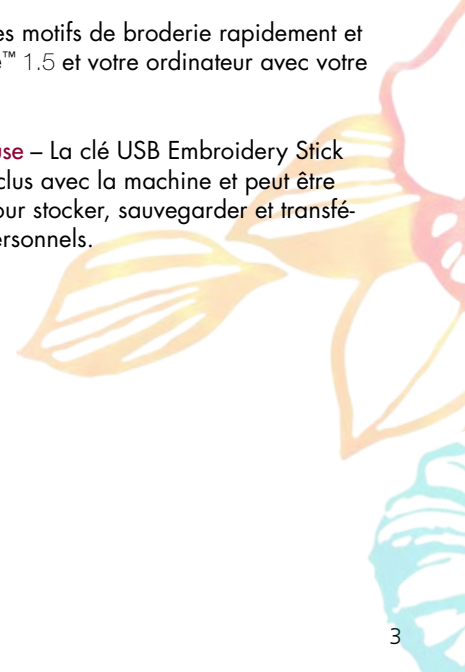 es motifs de broderie rapidement et
™ 1.5 et votre ordinateur avec votre
use – La clé USB Embroidery Stick
clus avec la machine et peut être
our stocker, sauvegarder et transfé-
ersonnels.
3